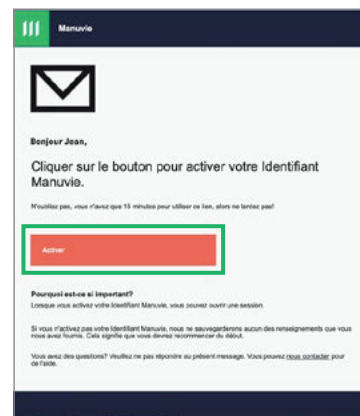 Manuvie
Bonjour Jean,
Cliquer sur le bouton pour activer votre Identifiant
Manuvie.
N'oubliez pas, vous n'avez que 15 minutes pour utiliser ce lien, alors ne tardez pas!
Activer
Pourquoi est-ce si important?
Lorsque vous activez votre Identifiant Manuvie, vous pouvez ouvrir une session.
Si vous n'activez pas votre Identifiant Manuvie, nous ne sauvegarderons aucun des renseignements que vous
nous avez fournis. Cela signifie que vous devrez recommencer du début.
Vous avez des questions? Veuillez ne pas répondre au présent message. Vous pouvez nous contacter pour
de l'aide.